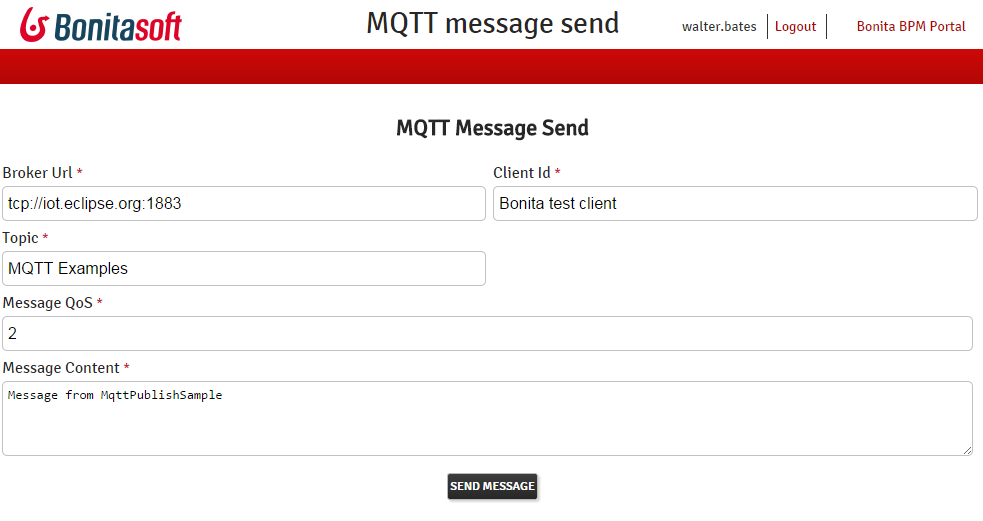 Bonitasoft
MQTT message send
walter.bates Logout Bonita BPM Portal
MQTT Message Send
Broker Url * Client Id *
tcp://iot.eclipse.org:1883 Bonita test client
Topic *
MQTT Examples
Message QoS *
2
Message Content *
Message from MqttPublishSample
SEND MESSAGE